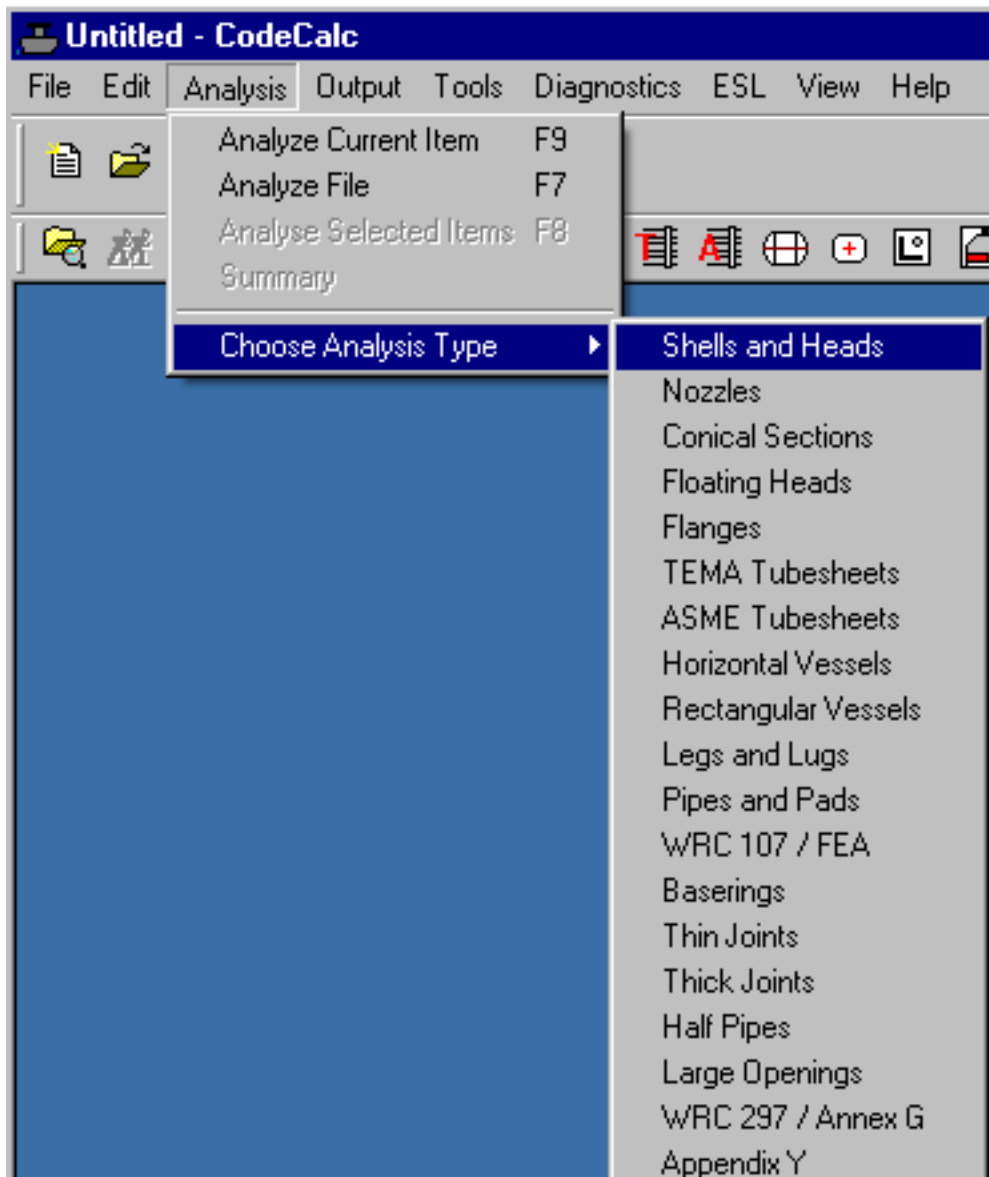 Untitled - CodeCalc
File Edit Analysis Output Tools Diagnostics ESL View Help
Analyze Current Item F9
Analyze File F7
Analyse Selected Items F8
Summary
Choose Analysis Type
Shells and Heads
Nozzles
Conical Sections
Floating Heads
Flanges
TEMA Tubesheets
ASME Tubesheets
Horizontal Vessels
Rectangular Vessels
Legs and Lugs
Pipes and Pads
WRC 107 / FEA
Baserings
Thin Joints
Thick Joints
Half Pipes
Large Openings
WRC 297 / Annex G
Appendix Y